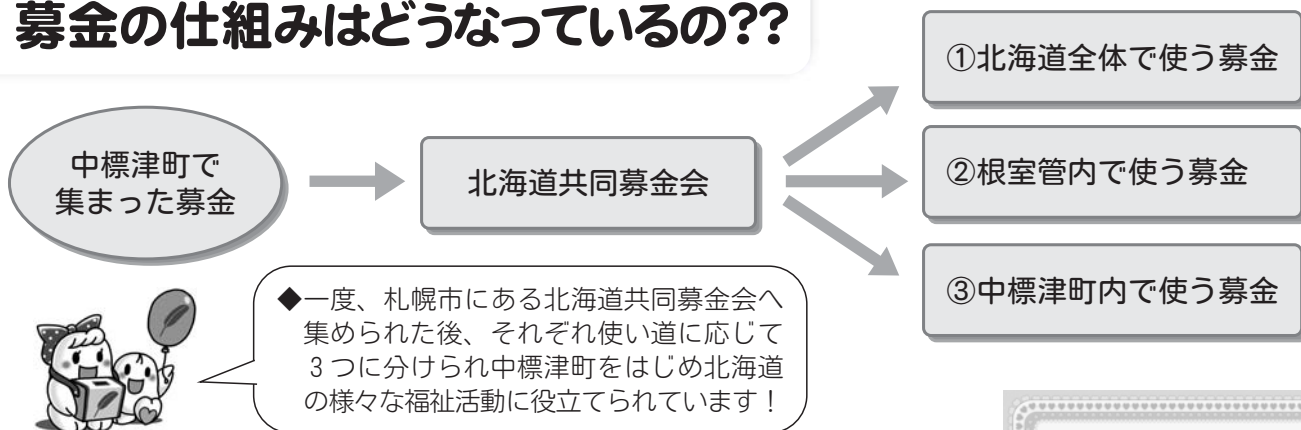 募金の仕組みはどうなっているの??
中標津町で
集まった募金
北海道共同募金会
①北海道全体で使う募金
②根室管内で使う募金
③中標津町内で使う募金
◆一度、札幌市にある北海道共同募金会へ
集められた後、それぞれ使い道に応じて
3つに分けられ中標津町をはじめ北海道
の様々な福祉活動に役立てられています！